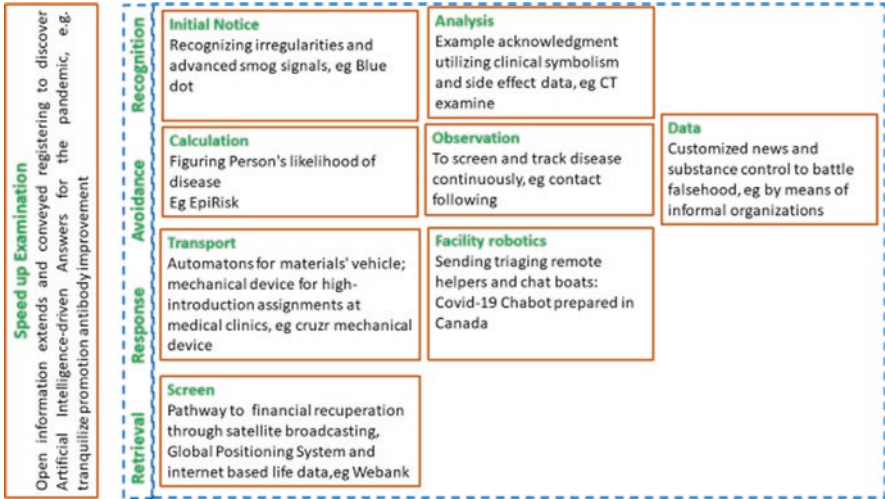 Speed up Examination
Open information extends and conveyed registering to discover
Artificial Intelligence-driven Answers for the pandemic, e.g.
tranquilize promotion antibody improvement
Recognition
Initial Notice
Recognizing irregularities and
advanced smog signals, eg Blue
dot
Analysis
Example acknowledgment
utilizing clinical symbolism
and side effect data, eg CT
examine
Avoidance
Calculation
Figuring Person's likelihood of
disease
Eg EpiRisk
Observation
To screen and track disease
continuously, eg contact
following
Data
Customized news and
substance control to battle
falsehood, eg by means of
informal organizations
Response
Transport
Automatons for materials' vehicle;
mechanical device for high-
introduction assignments at
medical clinics, eg cruzr mechanical
device
Facility robotics
Sending triaging remote
helpers and chat boats:
Covid-19 Chabot prepared in
Canada
Retrieval
Screen
Pathway to financial recuperation
through satellite broadcasting,
Global Positioning System and
internet based life data,eg Webank